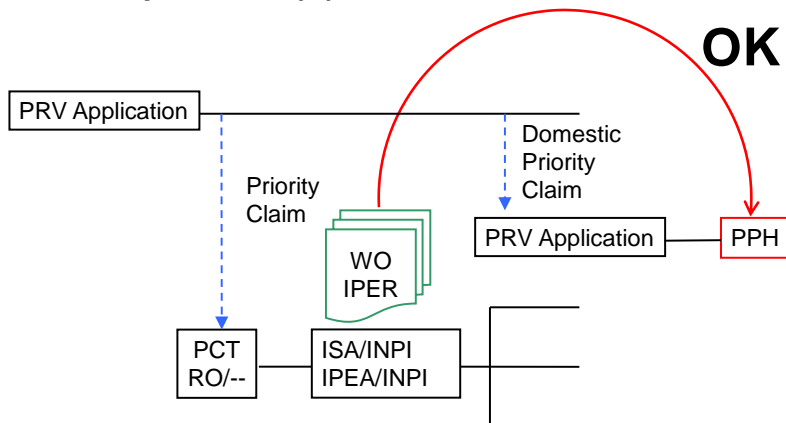 OK
PRV Application
Domestic
Priority
Claim
Priority
Claim
PRV Application
PPH
WO
IPER
PCT
RO/--
ISA/INPI
IPEA/INPI